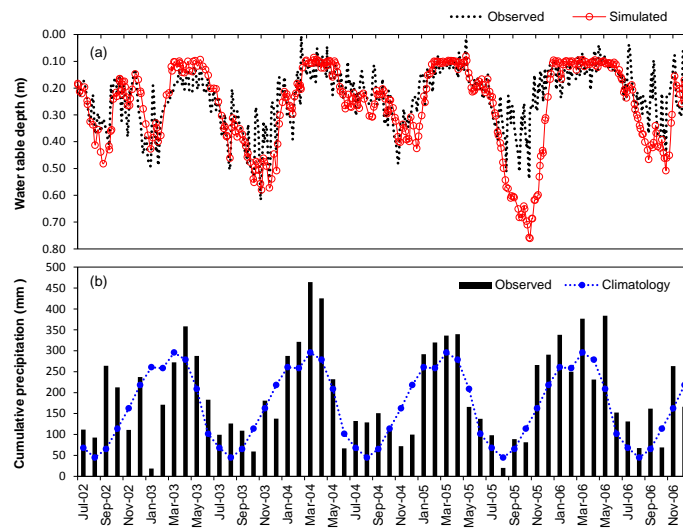 Observed Simulated
(a)
Water table depth (m)
0.00
0.10
0.20
0.30
0.40
0.50
0.60
0.70
0.80
(b)
Observed Climatology
Cumulative precipitation (mm )
500
450
400
350
300
250
200
150
100
50
0
Jul-02 Sep-02 Nov-02 Jan-03 Mar-03 May-03 Jul-03 Sep-03 Nov-03 Jan-04 Mar-04 May-04 Jul-04 Sep-04 Nov-04 Jan-05 Mar-05 May-05 Jul-05 Sep-05 Nov-05 Jan-06 Mar-06 May-06 Jul-06 Sep-06 Nov-06